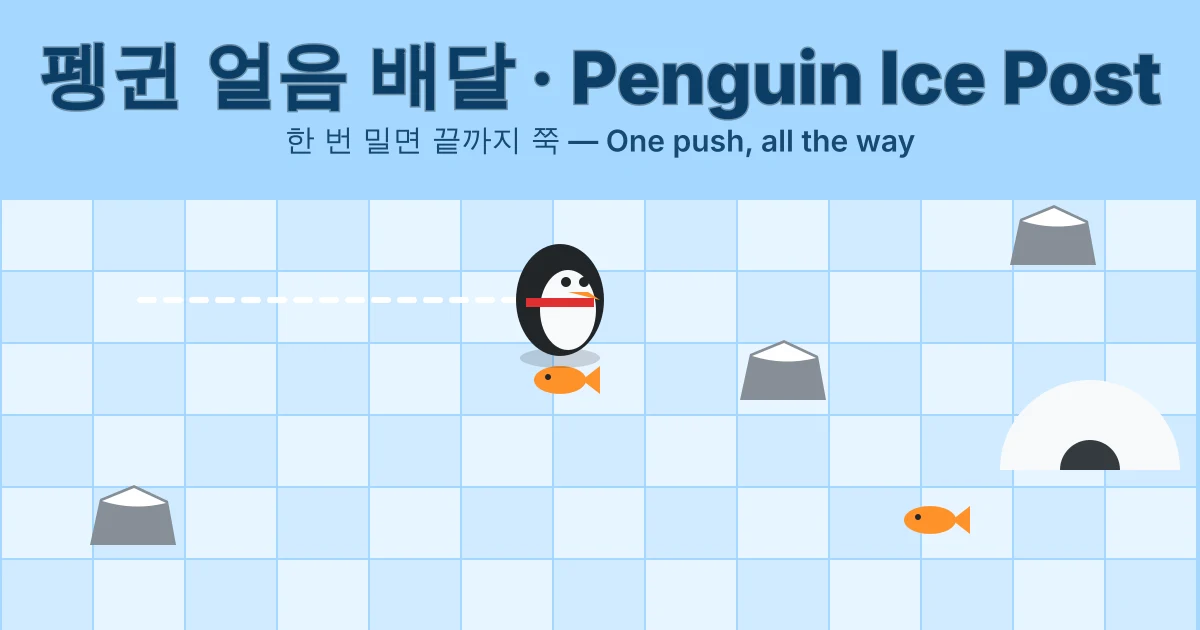 펭귄 얼음 배달 · Penguin Ice Post
한 번 밀면 끝까지 쭉 — One push, all the way